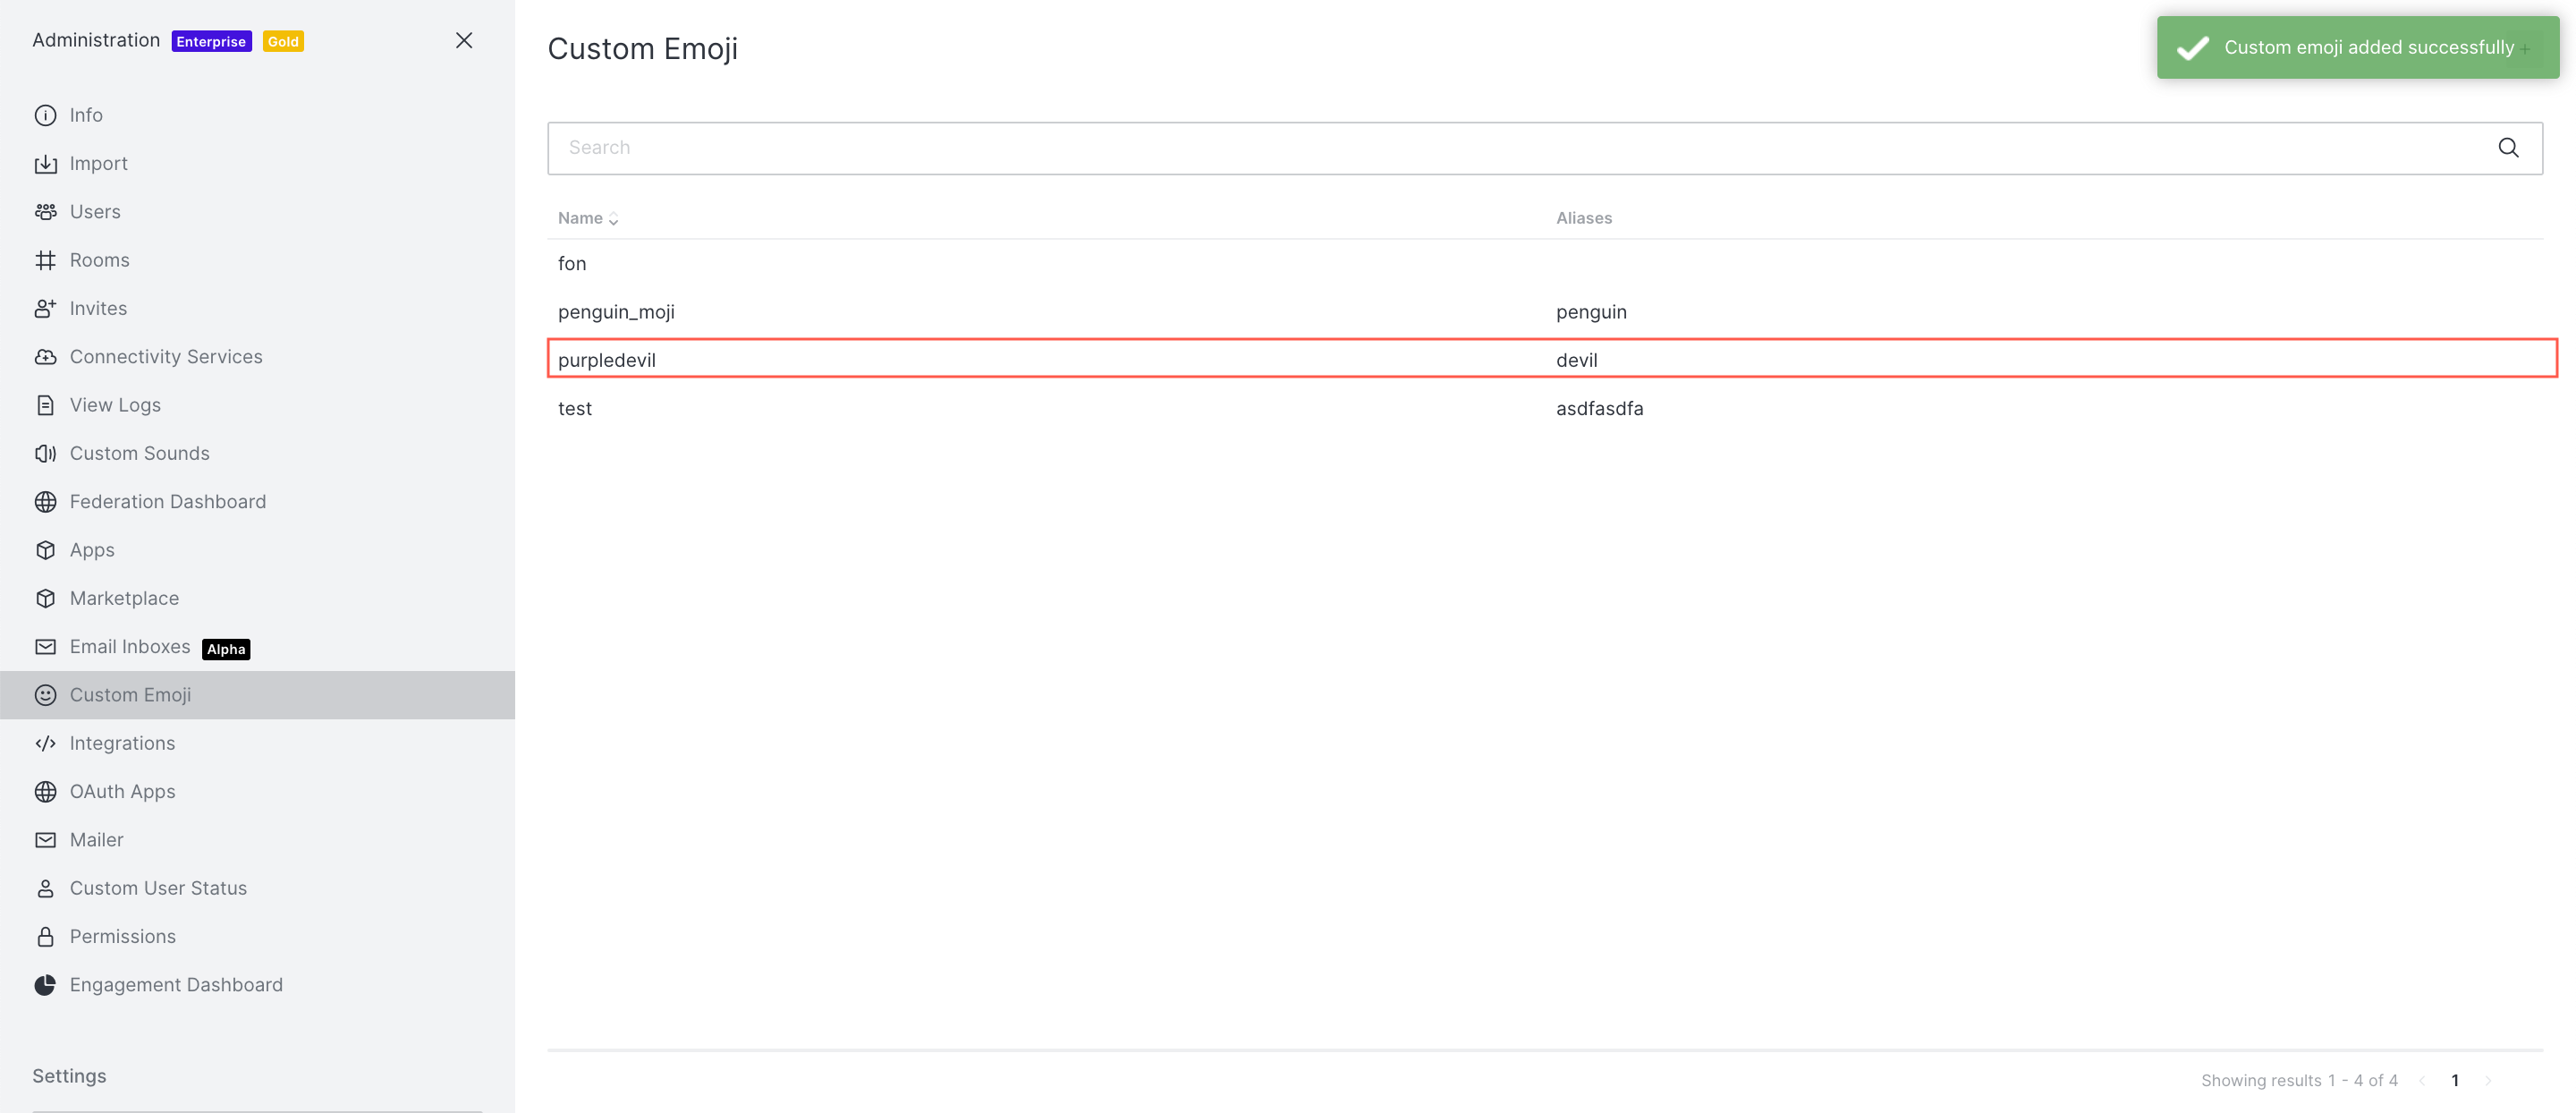 Administration Enterprise Gold
Info
Import
Users
Rooms
Invites
Connectivity Services
View Logs
Custom Sounds
Federation Dashboard
Apps
Marketplace
Email Inboxes Alpha
Custom Emoji
Integrations
OAuth Apps
Mailer
Custom User Status
Permissions
Engagement Dashboard
Settings
Custom Emoji
Custom emoji added successfully
Search
Name Aliases
fon
penguin_moji penguin
purpledevil devil
test asdfasdfa
Showing results 1 - 4 of 4 1